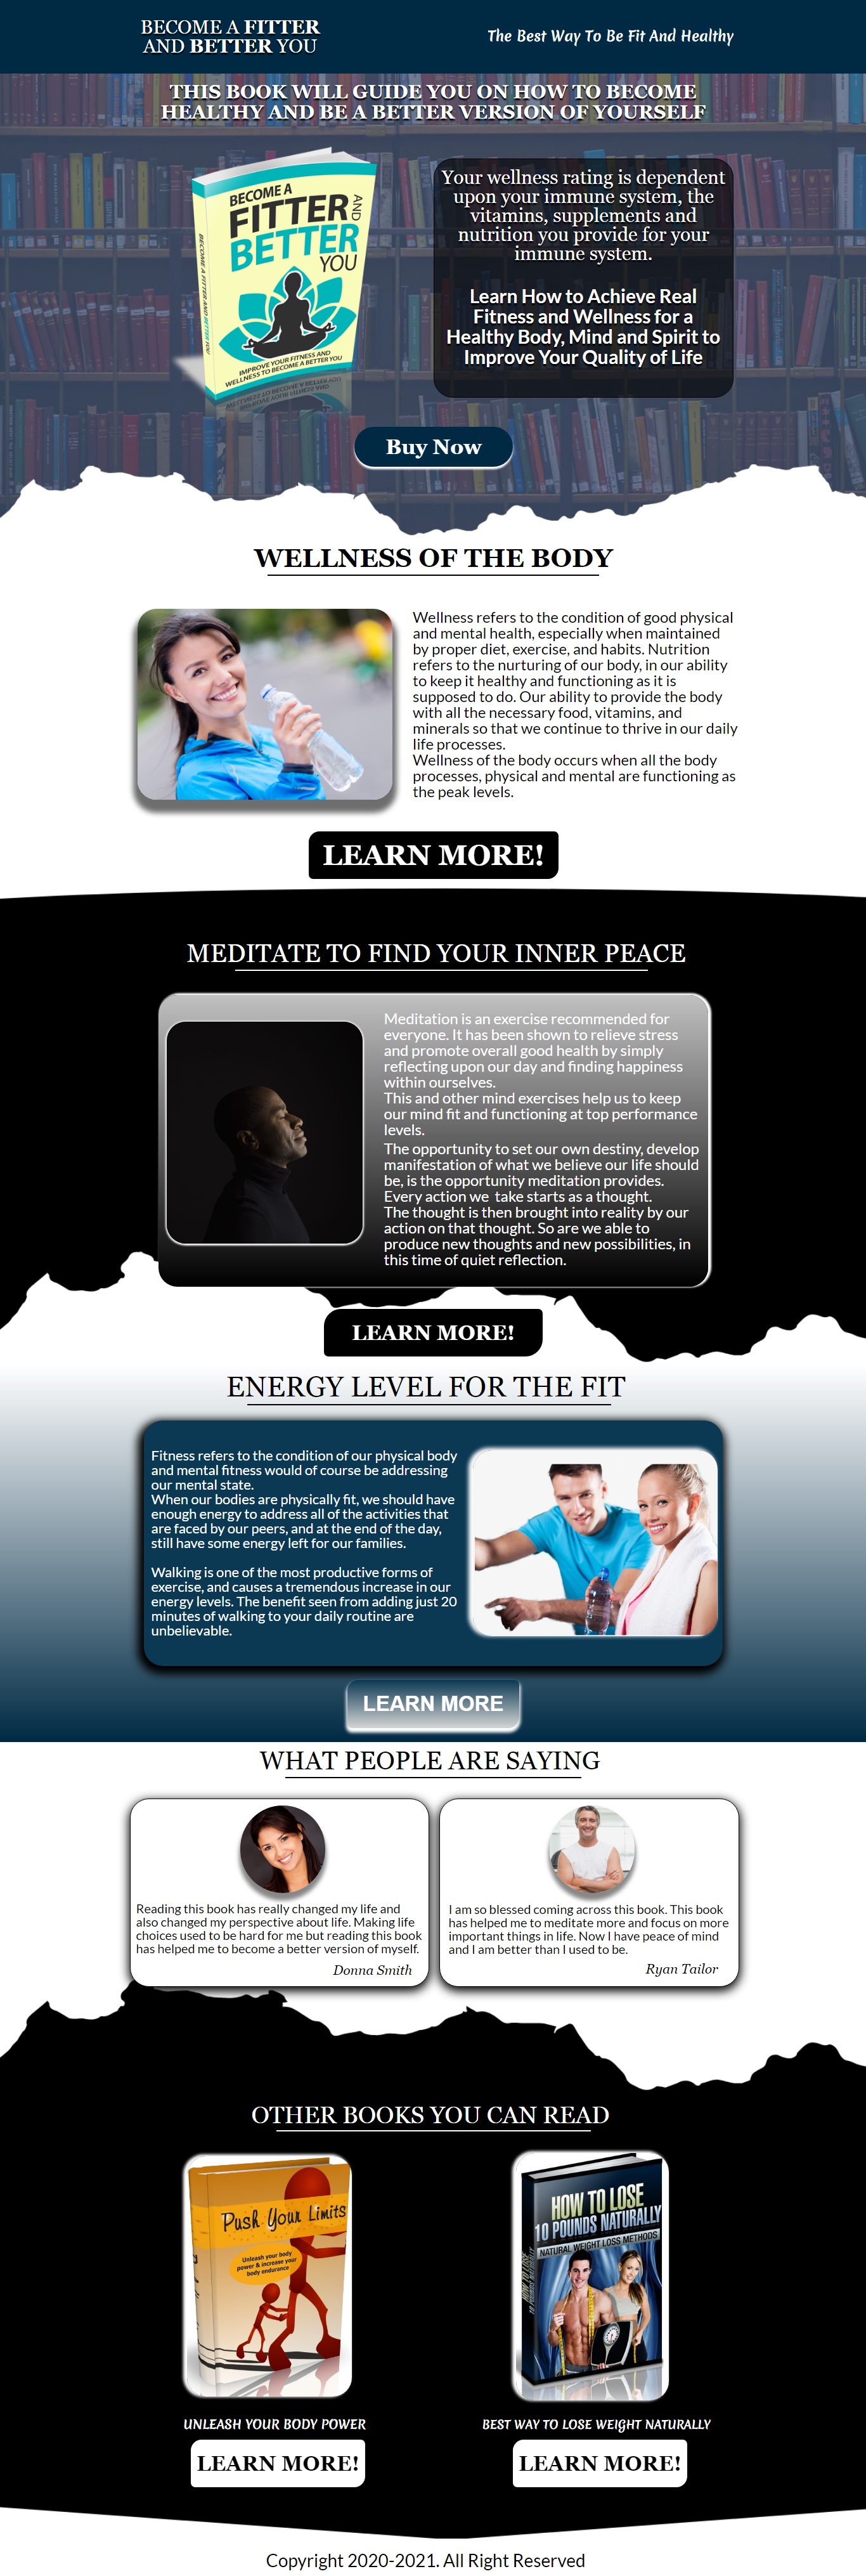 BECOME A FITTER
AND BETTER YOU
The Best Way To Be Fit And Healthy
THIS BOOK WILL GUIDE YOU ON HOW TO BECOME
HEALTHY AND BE A BETTER VERSION OF YOURSELF
BECOME A
FITTER
AND
BETTER
YOU
IMPROVE YOUR FITNESS AND
WELLNESS TO BECOME A BETTER YOU
BECOME A FITTER AND BETTER YOU
Your wellness rating is dependent
upon your immune system, the
vitamins, supplements and
nutrition you provide for your
immune system.
Learn How to Achieve Real
Fitness and Wellness for a
Healthy Body, Mind and Spirit to
Improve Your Quality of Life
Buy Now
WELLNESS OF THE BODY
Wellness refers to the condition of good physical
and mental health, especially when maintained
by proper diet, exercise, and habits. Nutrition
refers to the nurturing of our body, in our ability
to keep it healthy and functioning as it is
supposed to do. Our ability to provide the body
with all the necessary food, vitamins, and
minerals so that we continue to thrive in our daily
life processes.
Wellness of the body occurs when all the body
processes, physical and mental are functioning as
the peak levels.
LEARN MORE!
MEDITATE TO FIND YOUR INNER PEACE
Meditation is an exercise recommended for
everyone. It has been shown to relieve stress
and promote overall good health by simply
reflecting upon our day and finding happiness
within ourselves.
This and other mind exercises help us to keep
our mind fit and functioning at top performance
levels.
The opportunity to set our own destiny, develop
manifestation of what we believe our life should
be, is the opportunity meditation provides.
Every action we take starts as a thought.
The thought is then brought into reality by our
action on that thought. So are we able to
produce new thoughts and new possibilities, in
this time of quiet reflection.
LEARN MORE!
ENERGY LEVEL FOR THE FIT
Fitness refers to the condition of our physical body
and mental fitness would of course be addressing
our mental state.
When our bodies are physically fit, we should have
enough energy to address all of the activities that
are faced by our peers, and at the end of the day,
still have some energy left for our families.
Walking is one of the most productive forms of
exercise, and causes a tremendous increase in our
energy levels. The benefit seen from adding just 20
minutes of walking to your daily routine are
unbelievable.
LEARN MORE
WHAT PEOPLE ARE SAYING
Reading this book has really changed my life and
also changed my perspective about life. Making life
choices used to be hard for me but reading this book
has helped me to become a better version of myself.
Donna Smith
I am so blessed coming across this book. This book
has helped me to meditate more and focus on more
important things in life. Now I have peace of mind
and I am better than I used to be.
Ryan Tailor
OTHER BOOKS YOU CAN READ
Push Your Limits
Unleash your body
power & increase your
body endurance
HOW TO LOSE
10 POUNDS NATURALLY
NATURAL WEIGHT LOSS METHODS
UNLEASH YOUR BODY POWER
BEST WAY TO LOSE WEIGHT NATURALLY
LEARN MORE!
LEARN MORE!
Copyright 2020-2021. All Right Reserved